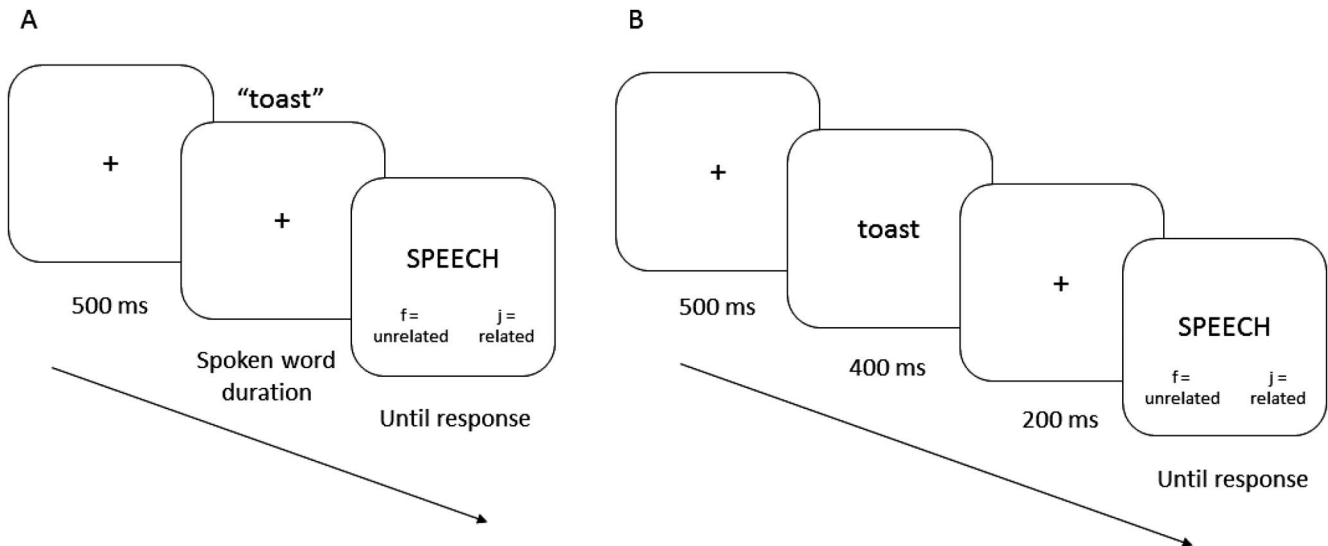 A
+
500 ms
“toast”
+
Spoken word
duration
SPEECH
f =
unrelated
j =
related
Until response
B
+
500 ms
toast
400 ms
+
200 ms
SPEECH
f =
unrelated
j =
related
Until response